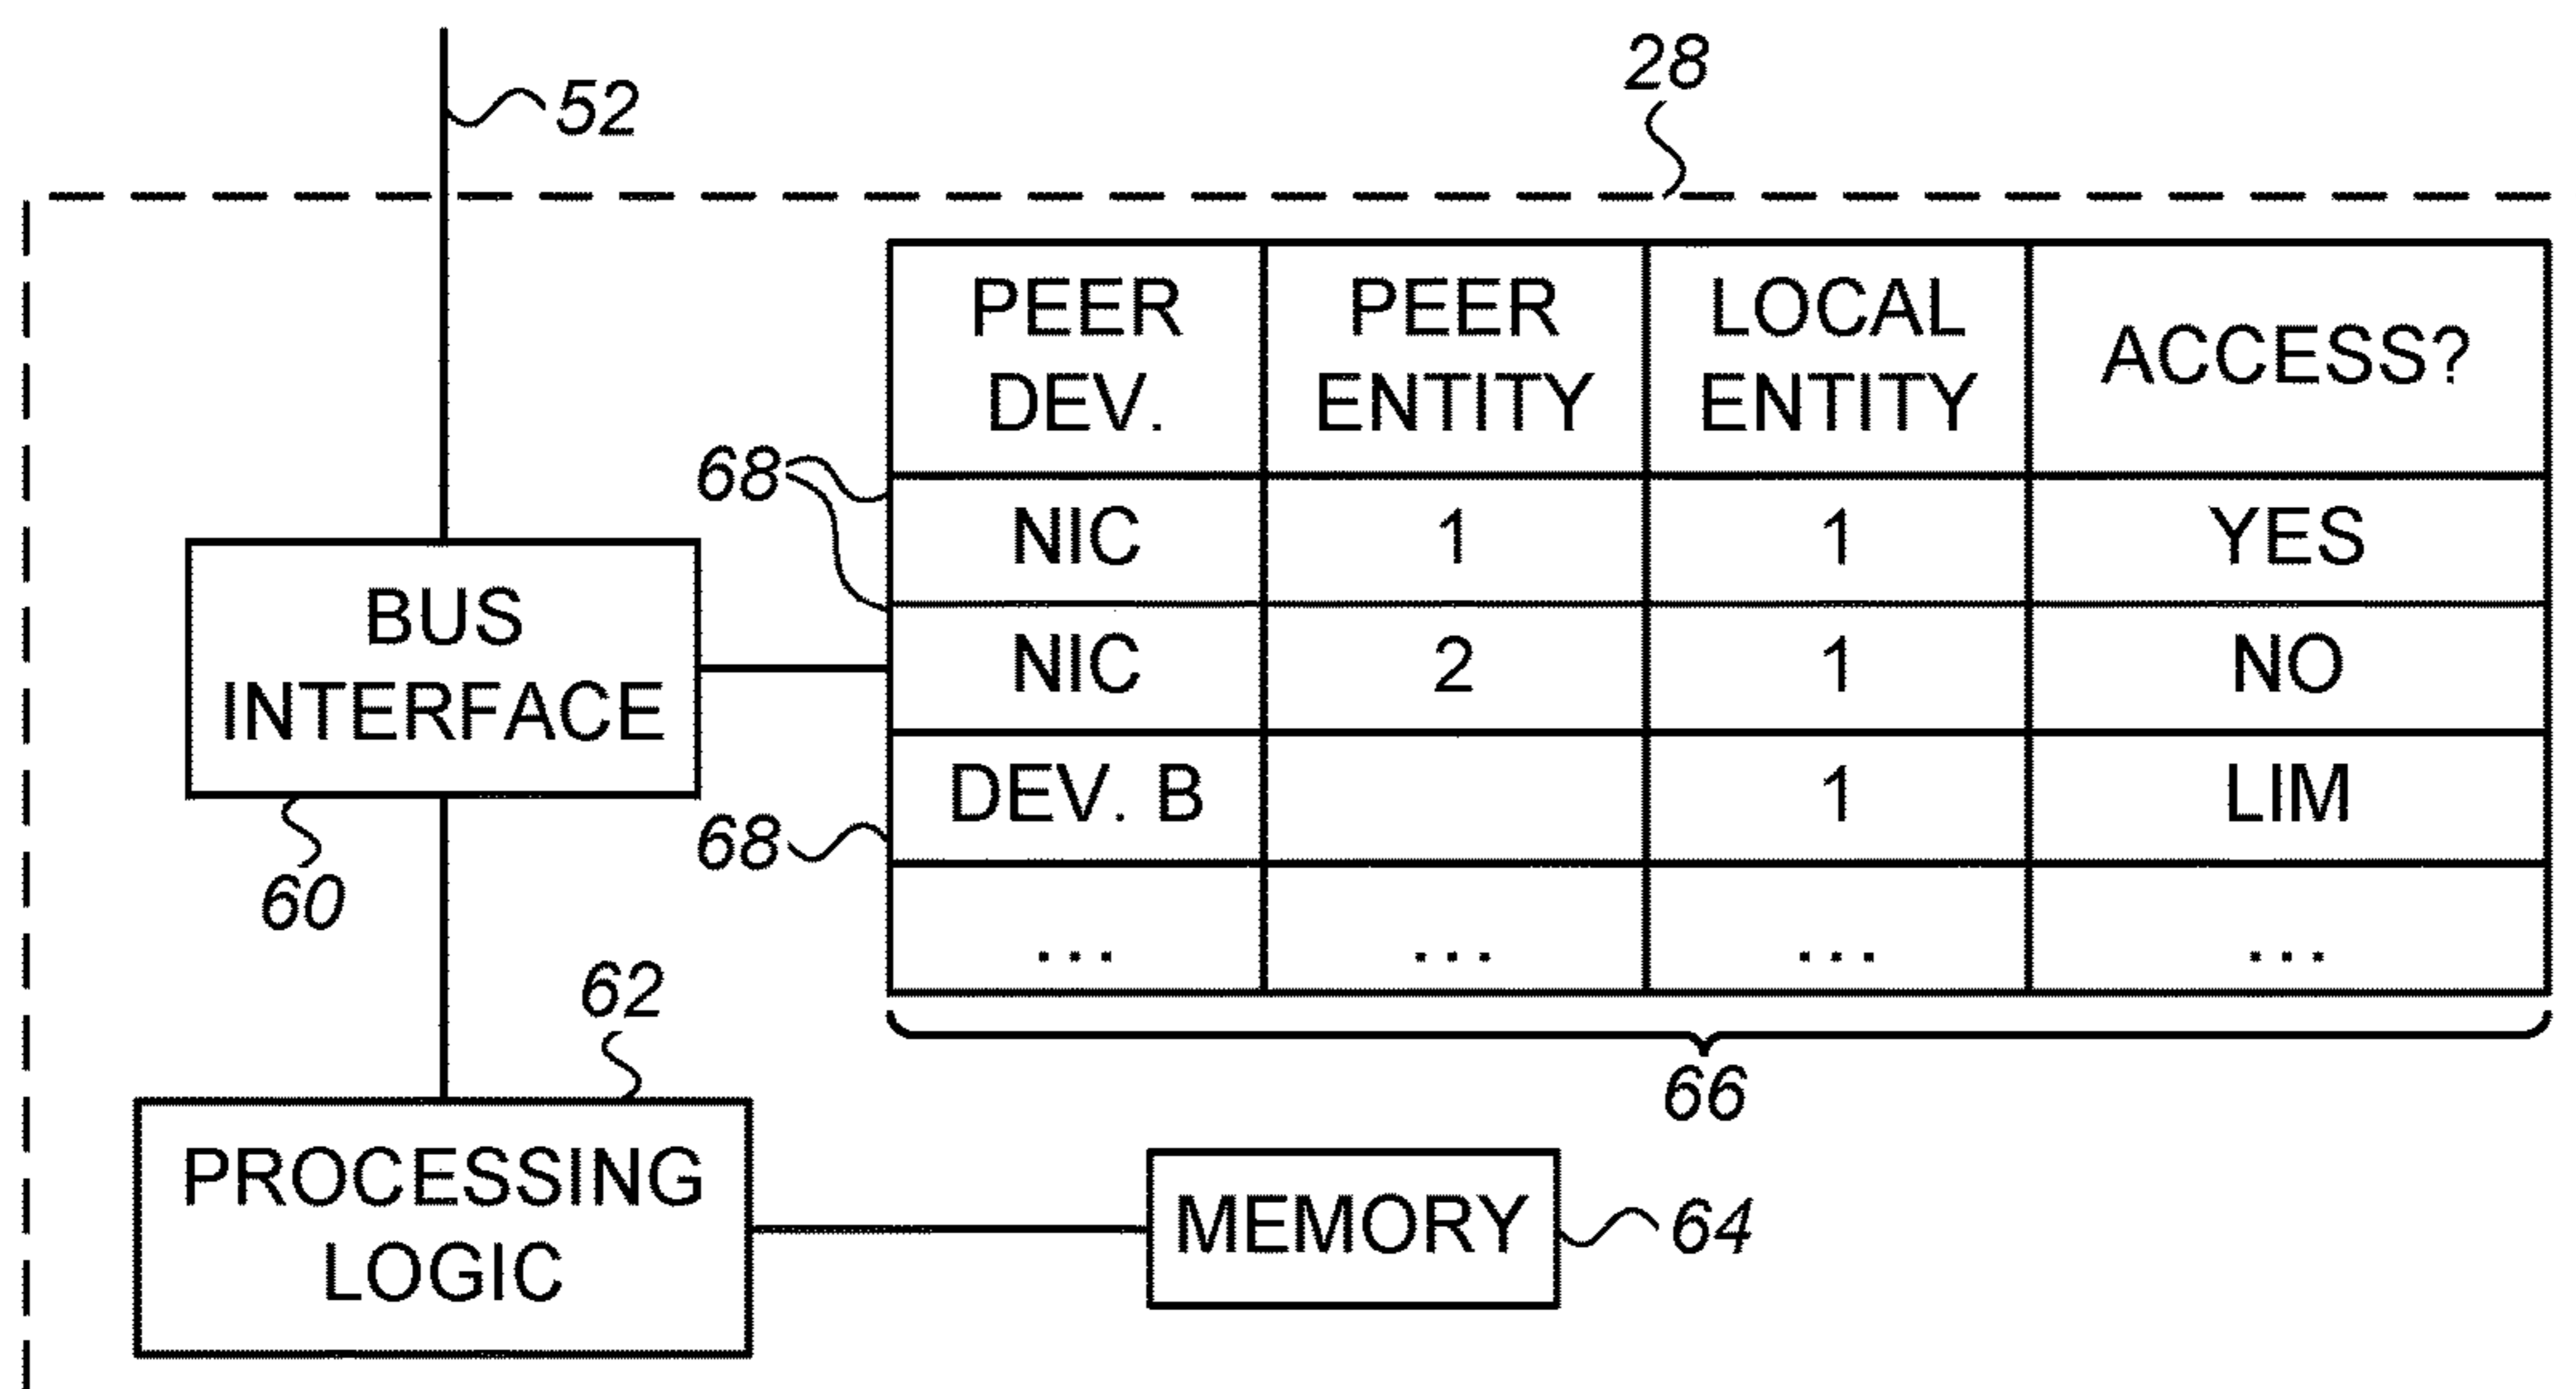 52
28
PEER DEV.
PEER ENTITY
LOCAL ENTITY
ACCESS?
68
NIC 1 1 YES
NIC 2 1 NO
DEV. B 1 LIM
68
... ... ... ...
66
BUS
INTERFACE
60
62
PROCESSING
LOGIC
MEMORY
64